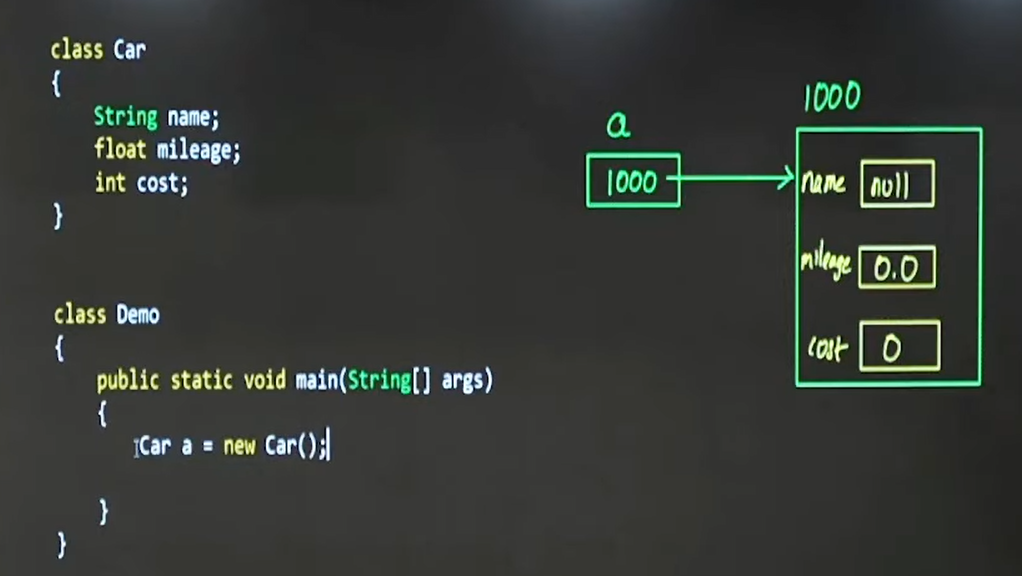 class Car
{
String name;
float mileage;
int cost;
}
class Demo
{
public static void main(String[] args)
{
Car a = new Car();
}
}
a
1000
1000
name null
mileage 0.0
cost 0